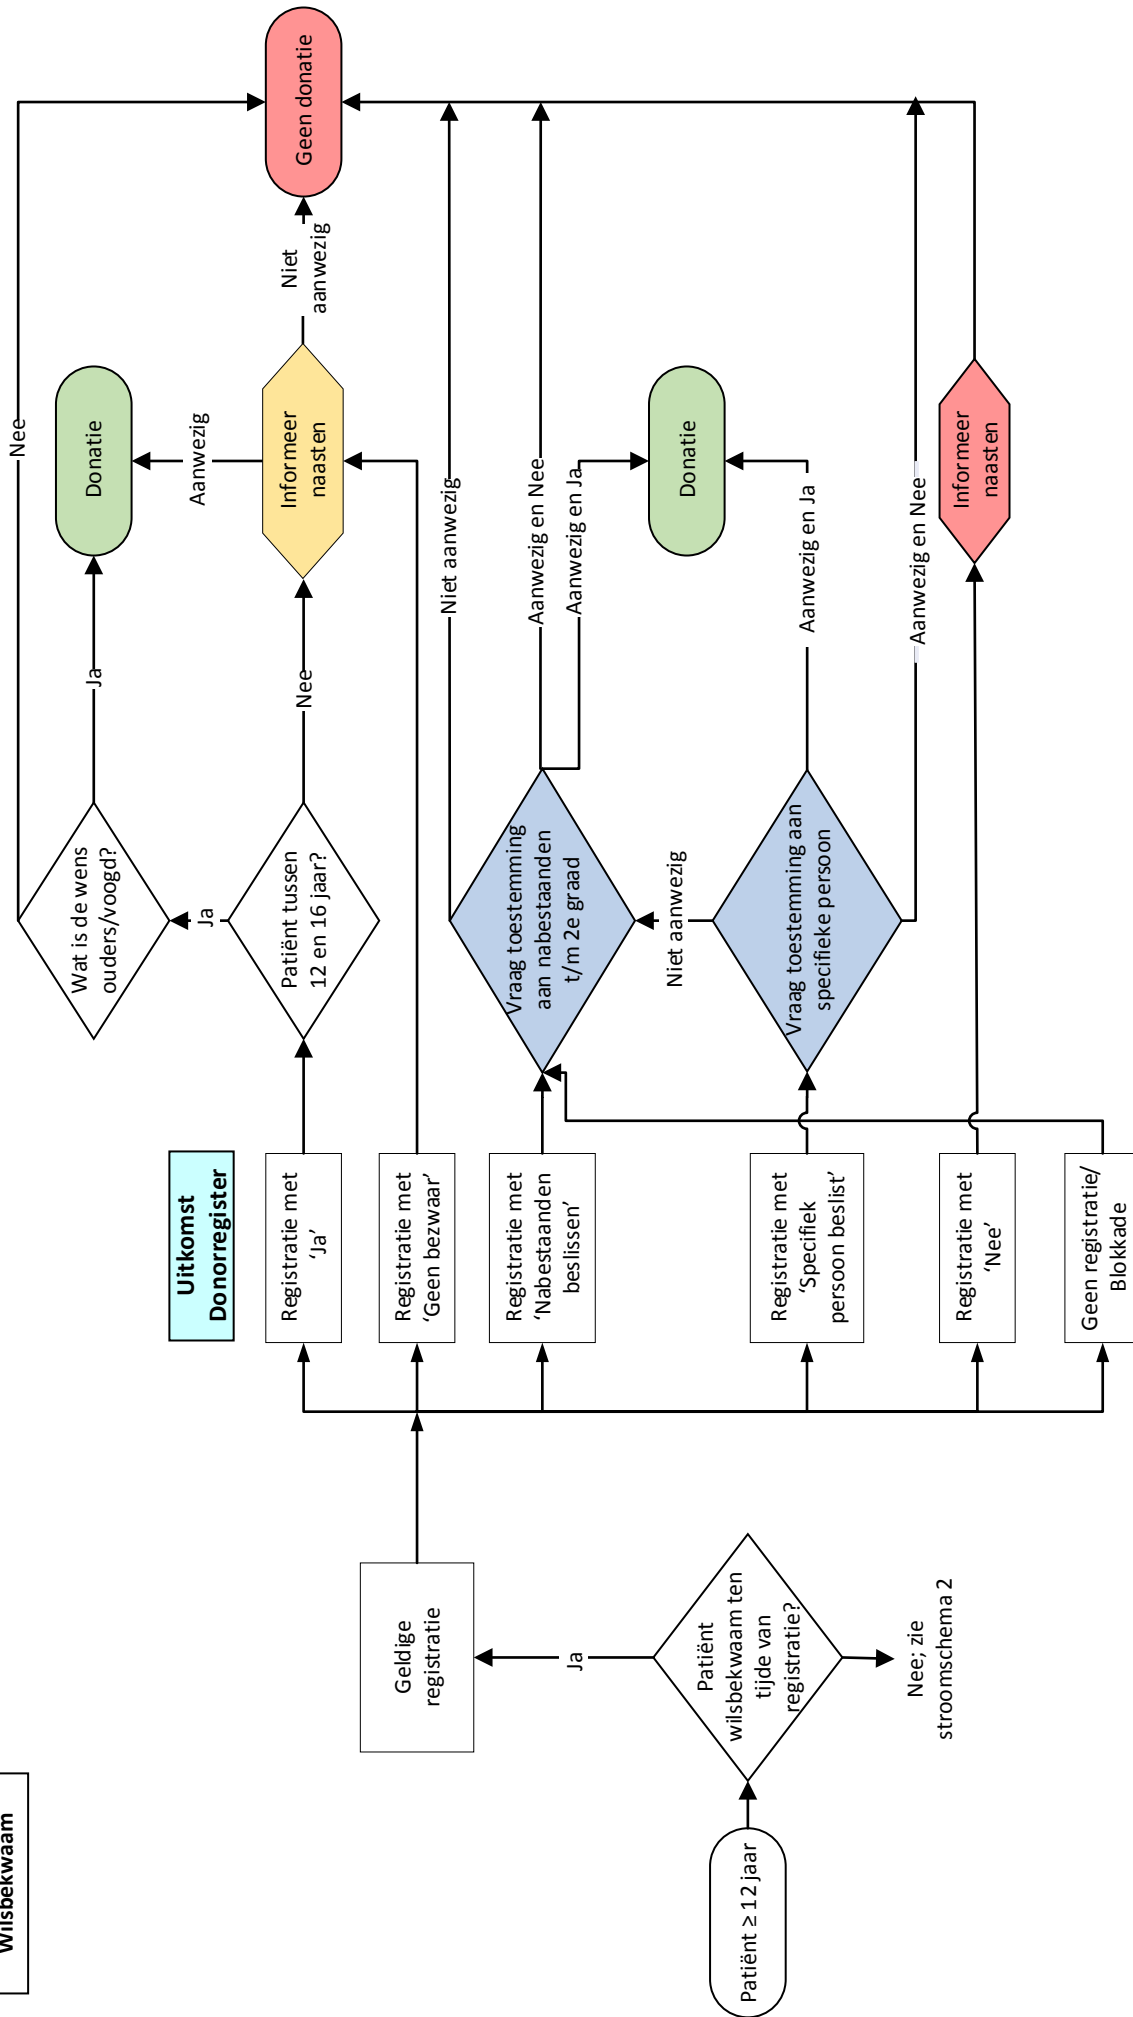 Wilsbekwaam
Patiënt ≥ 12 jaar
Patiënt
wilsbekwaam ten
tijde van
registratie?
Ja
Nee; zie
stroomschema 2
Geldige
registratie
Uitkomst
Donorregister
Registratie met
‘Ja’
Registratie met
‘Geen bezwaar’
Registratie met
‘Nabestanden
beslissen’
Registratie met
‘Specifiek
persoon beslist’
Registratie met
‘Nee’
Geen registratie/
Blokkade
Wat is de wens
ouders/voogd?
Ja
Patiënt tussen
12 en 16 jaar?
Vraag toestemming
aan nabestaanden
t/m 2e graad
Niet aanwezig
Vraag toestemming aan
specifieke persoon
Nee
Ja
Nee
Niet aanwezig
Aanwezig en Nee
Aanwezig en Ja
Aanwezig en Ja
Aanwezig en Nee
Donatie
Aanwezig
Informeer
naasten
Donatie
Informeer
naasten
Niet
aanwezig
Geen donatie